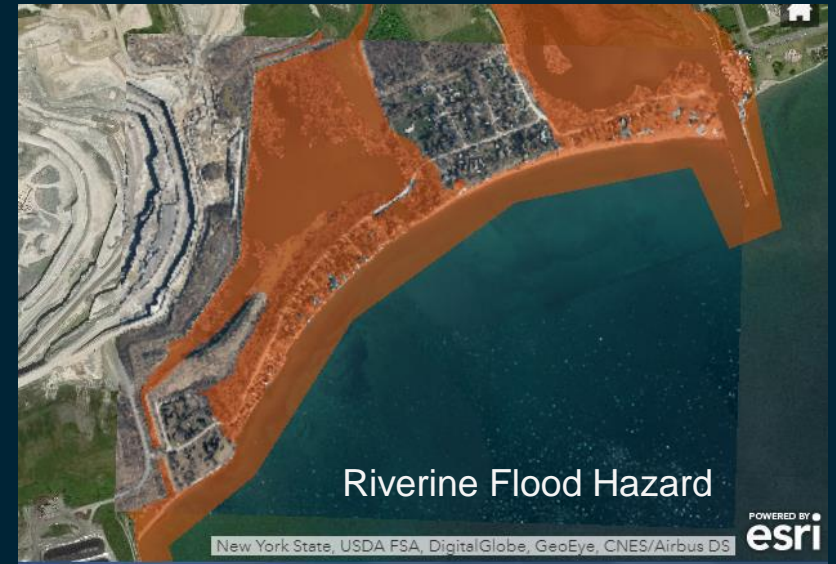 Riverine Flood Hazard
POWERED BY
esri
New York State, USDA FSA, DigitalGlobe, GeoEye, CNES/Airbus DS